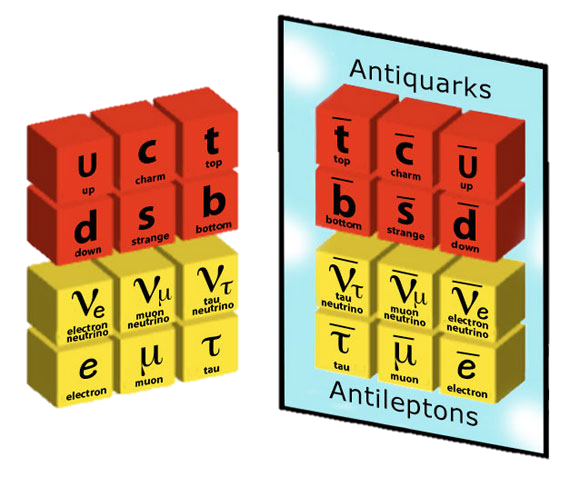 u c t
up charm top
d s b
down strange bottom
νe νμ ντ
electron neutrino muon neutrino tau neutrino
e μ τ
electron muon tau
Antiquarks
t̅ c̅ u̅
top charm up
b̅ s̅ d̅
bottom strange down
ν̅τ ν̅μ ν̅e
tau neutrino muon neutrino electron neutrino
τ̅ μ̅ e̅
tau muon electron
Antileptons